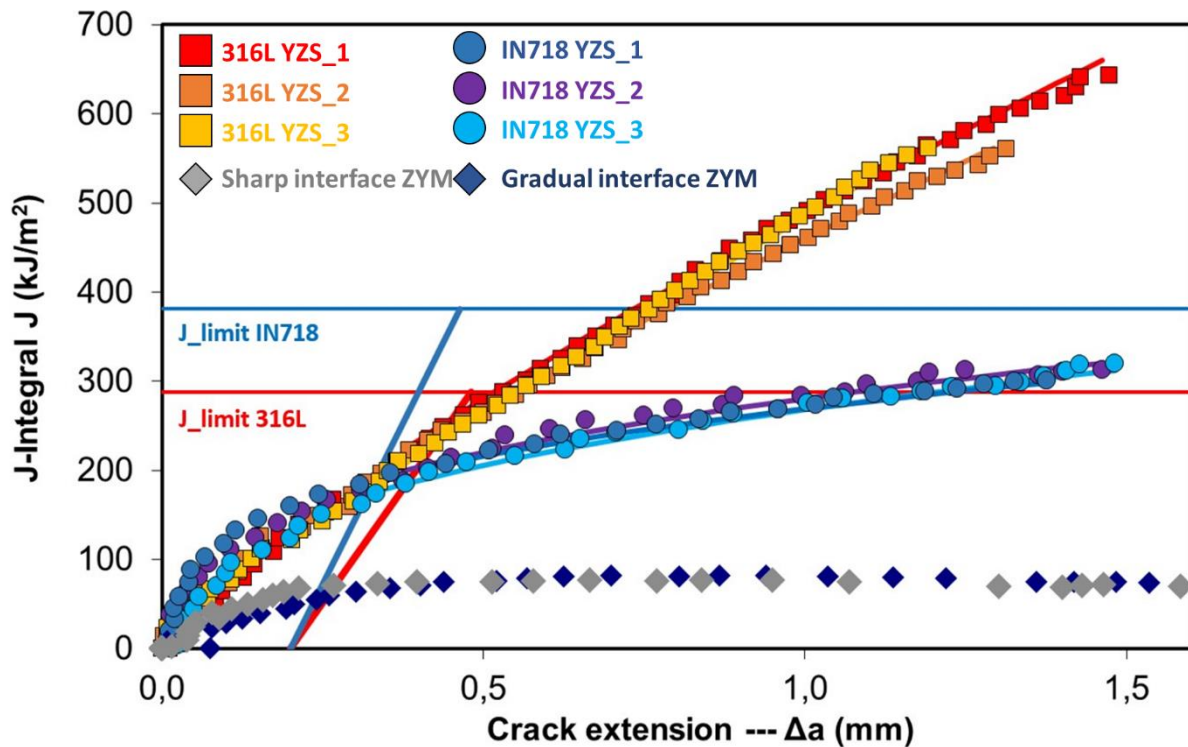 700
600
500
400
300
200
100
0
J-Integral J (kJ/m²)
316L YZS_1
IN718 YZS_1
316L YZS_2
IN718 YZS_2
316L YZS_3
IN718 YZS_3
Sharp interface ZYM
Gradual interface ZYM
J_limit IN718
J_limit 316L
0,0
0,5
1,0
1,5
Crack extension --- Δa (mm)